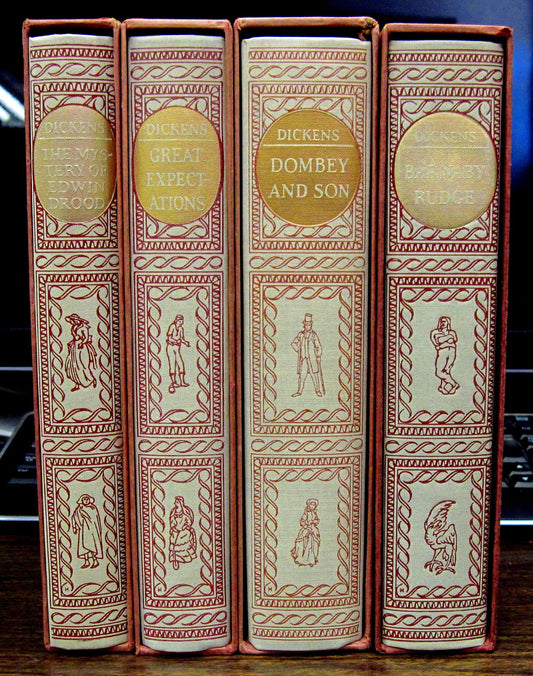 DICKENS
THE MYS-
TERY OF
EDWIN
DROOD
DICKENS
GREAT
EXPECT-
ATIONS
DICKENS
DOMBEY
AND SON
DICKENS
BARNABY
RUDGE
H
H
H
H